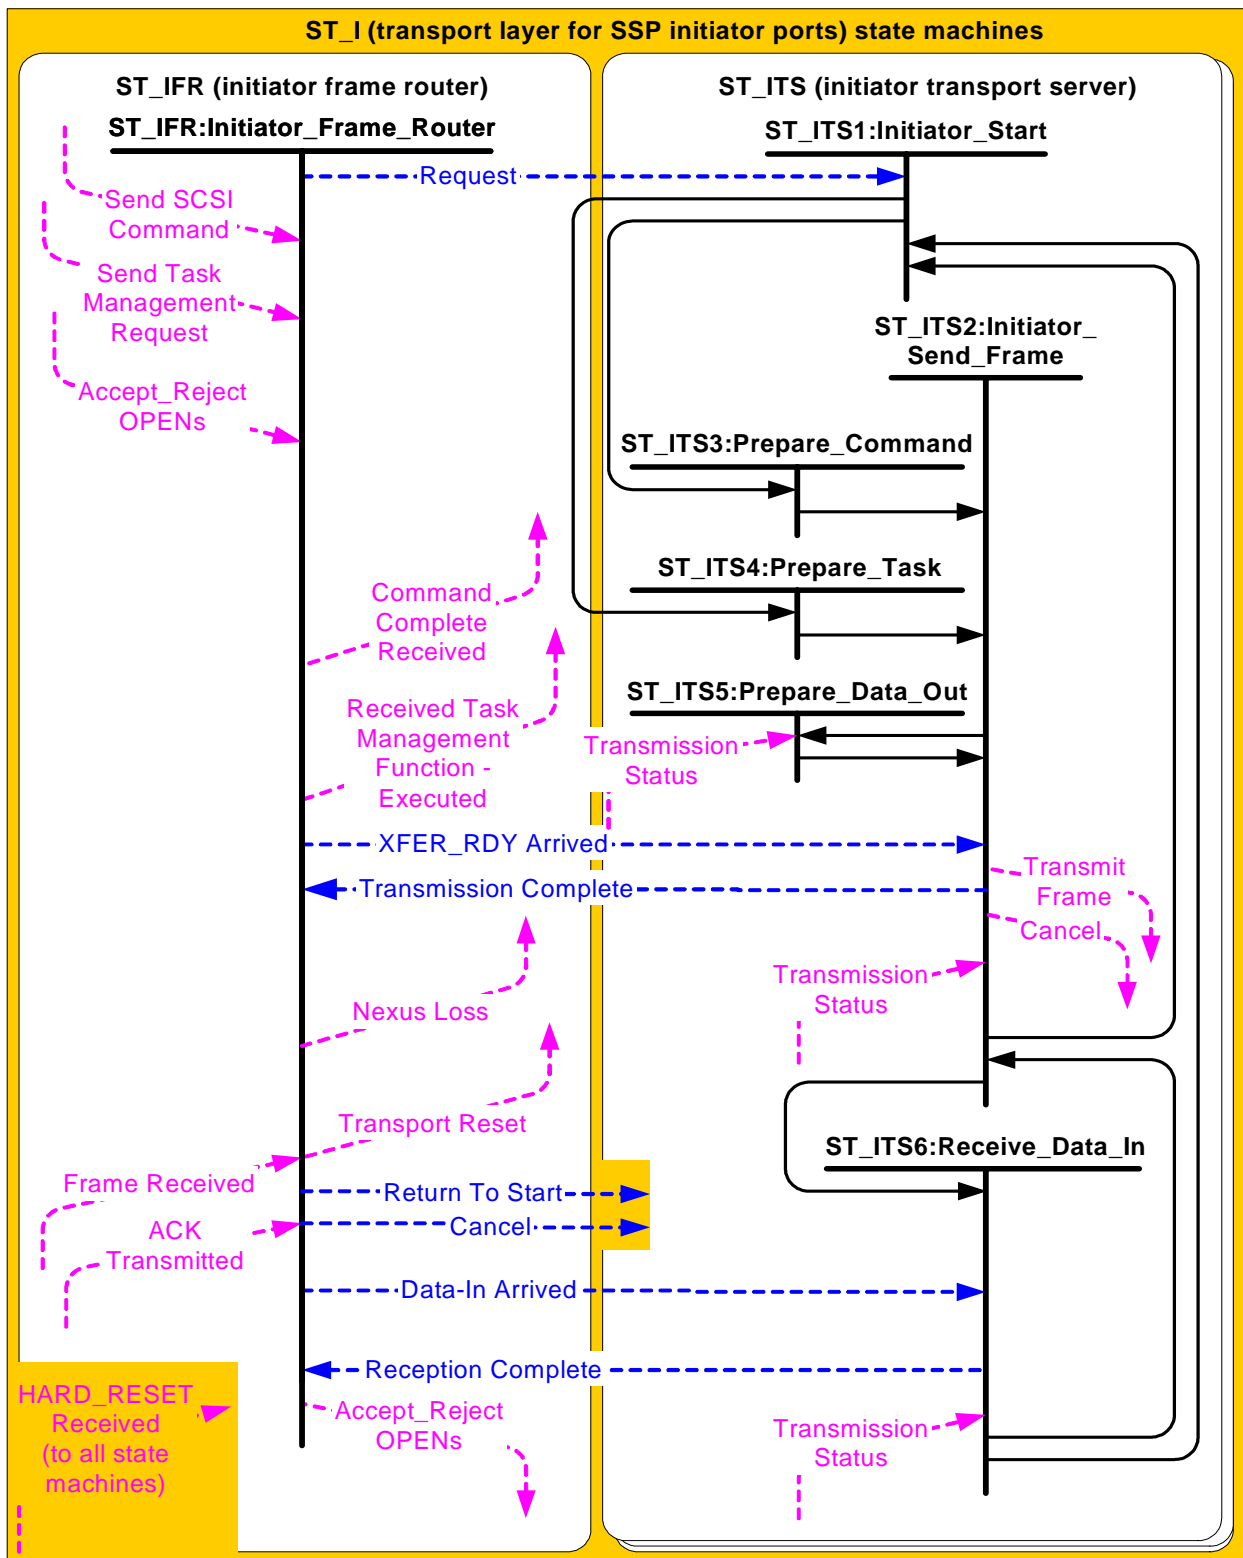 ST_I (transport layer for SSP initiator ports) state machines
ST_IFR (initiator frame router)
ST_IFR:Initiator_Frame_Router
Send SCSI
Command
Send Task
Management
Request
Accept_Reject
OPENs
Command
Complete
Received
Received Task
Management
Function -
Executed
Nexus Loss
Transport Reset
Frame Received
ACK
Transmitted
HARD_RESET
Received
(to all state
machines)
Accept_Reject
OPENs
Request
XFER_RDY Arrived
Transmission Complete
Return To Start
Cancel
Data-In Arrived
Reception Complete
ST_ITS (initiator transport server)
ST_ITS1:Initiator_Start
ST_ITS2:Initiator_
Send_Frame
ST_ITS3:Prepare_Command
ST_ITS4:Prepare_Task
ST_ITS5:Prepare_Data_Out
Transmission
Status
Transmit
Frame
Cancel
Transmission
Status
ST_ITS6:Receive_Data_In
Transmission
Status